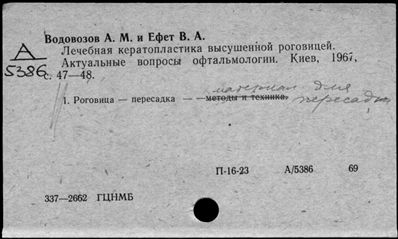 Водовозов А. М. и Ефет В. А.
А
5386
Лечебная кератопластика высушенной роговицей.
Актуальные вопросы офтальмологии. Киев, 1967,
с. 47—48.
материал для
1. Роговица — пересадка — — методы и техника. пересадки
П-16-23 А/5386 69
337—2662 ГЦНМБ